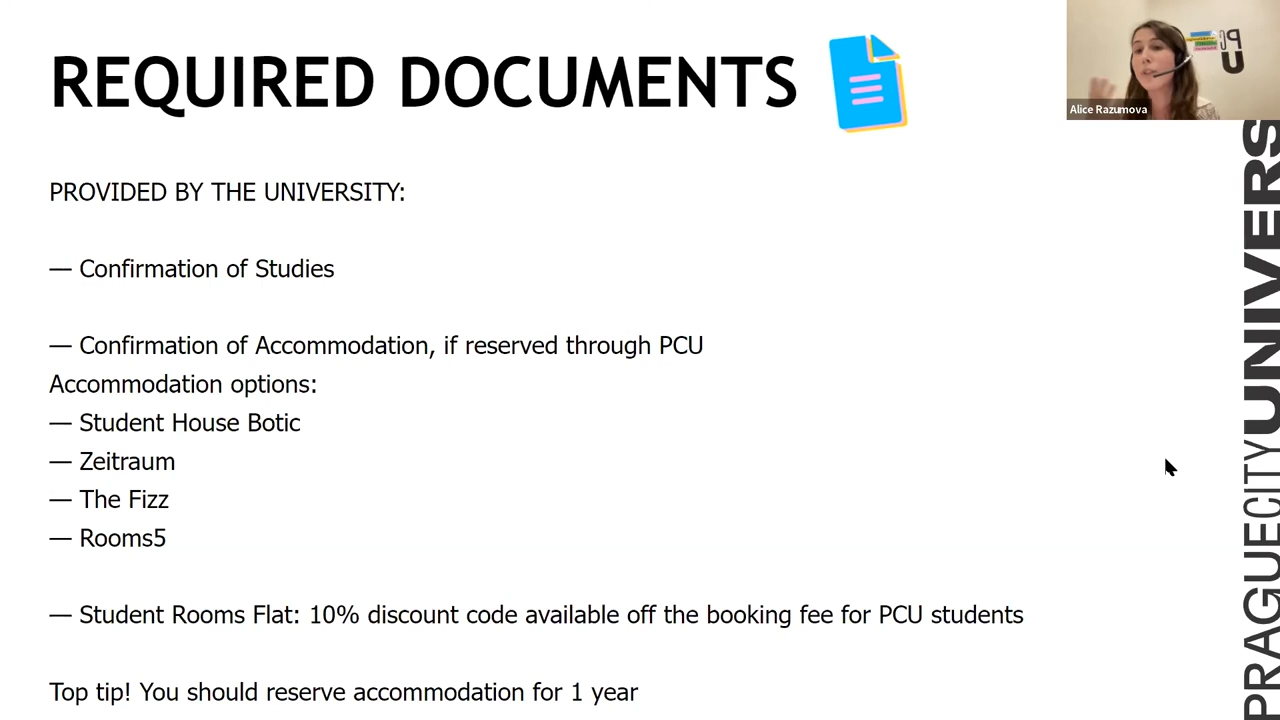 REQUIRED DOCUMENTS
Alice Razumova
PROVIDED BY THE UNIVERSITY:
— Confirmation of Studies
— Confirmation of Accommodation, if reserved through PCU
Accommodation options:
— Student House Botic
— Zeitraum
— The Fizz
— Rooms5
— Student Rooms Flat: 10% discount code available off the booking fee for PCU students
Top tip! You should reserve accommodation for 1 year
PRAGUECITYUNIVERS